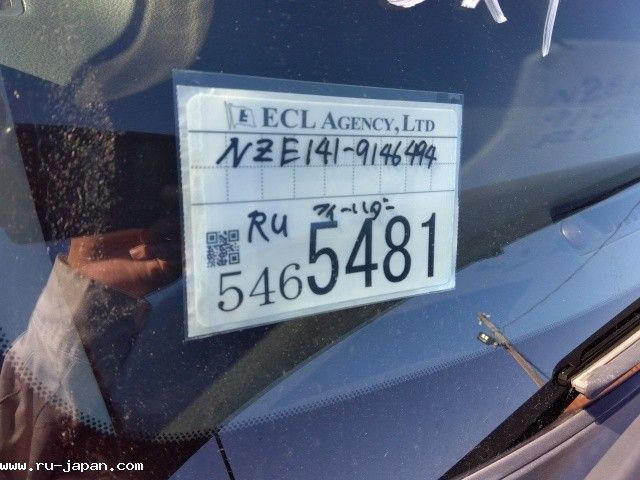 E ECL AGENCY, LTD
NZE141-9146494
RU フィールダー
5465481
www.ru-japan.com